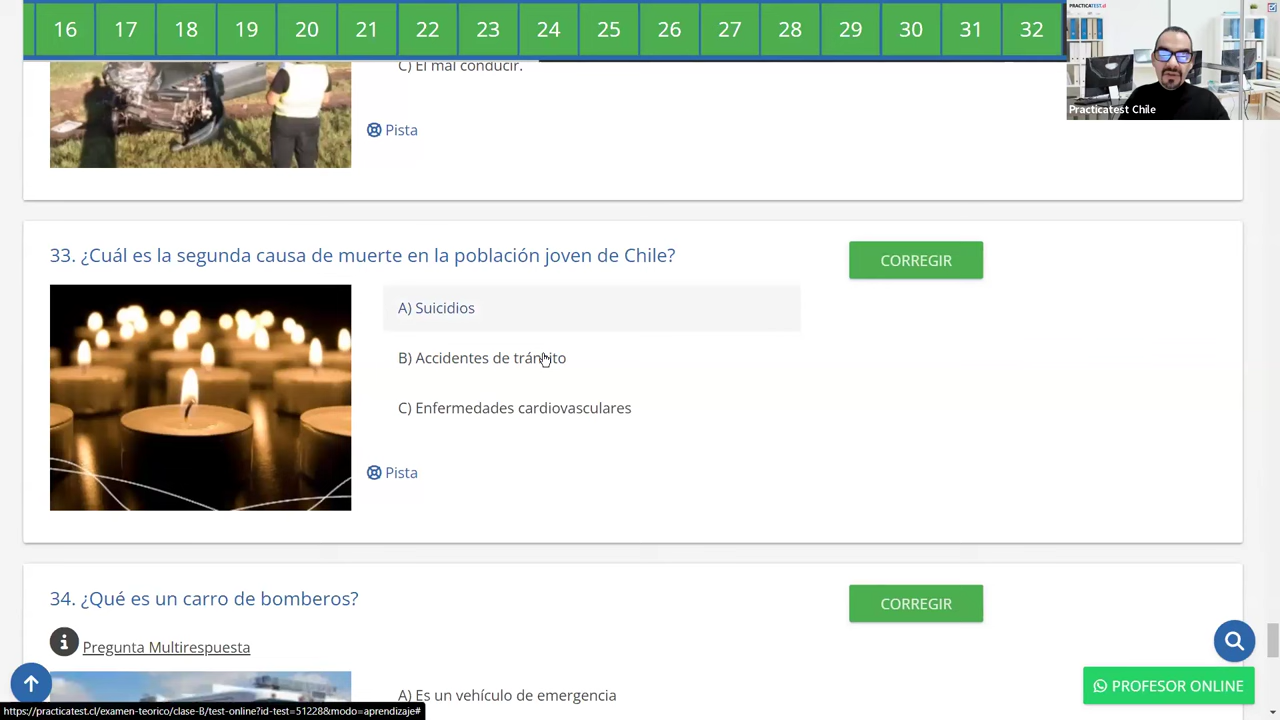 16 17 18 19 20 21 22 23 24 25 26 27 28 29 30 31 32
PRACTICATEST.cl
Practicatest Chile
C) El mal conducir.
Pista
33. ¿Cuál es la segunda causa de muerte en la población joven de Chile?
CORREGIR
A) Suicidios
B) Accidentes de tránsito
C) Enfermedades cardiovasculares
Pista
34. ¿Qué es un carro de bomberos?
CORREGIR
Pregunta Multirespuesta
A) Es un vehículo de emergencia
PROFESOR ONLINE
https://practicatest.cl/examen-teorico/clase-B/test-online?id-test=51228&modo=aprendizaje#